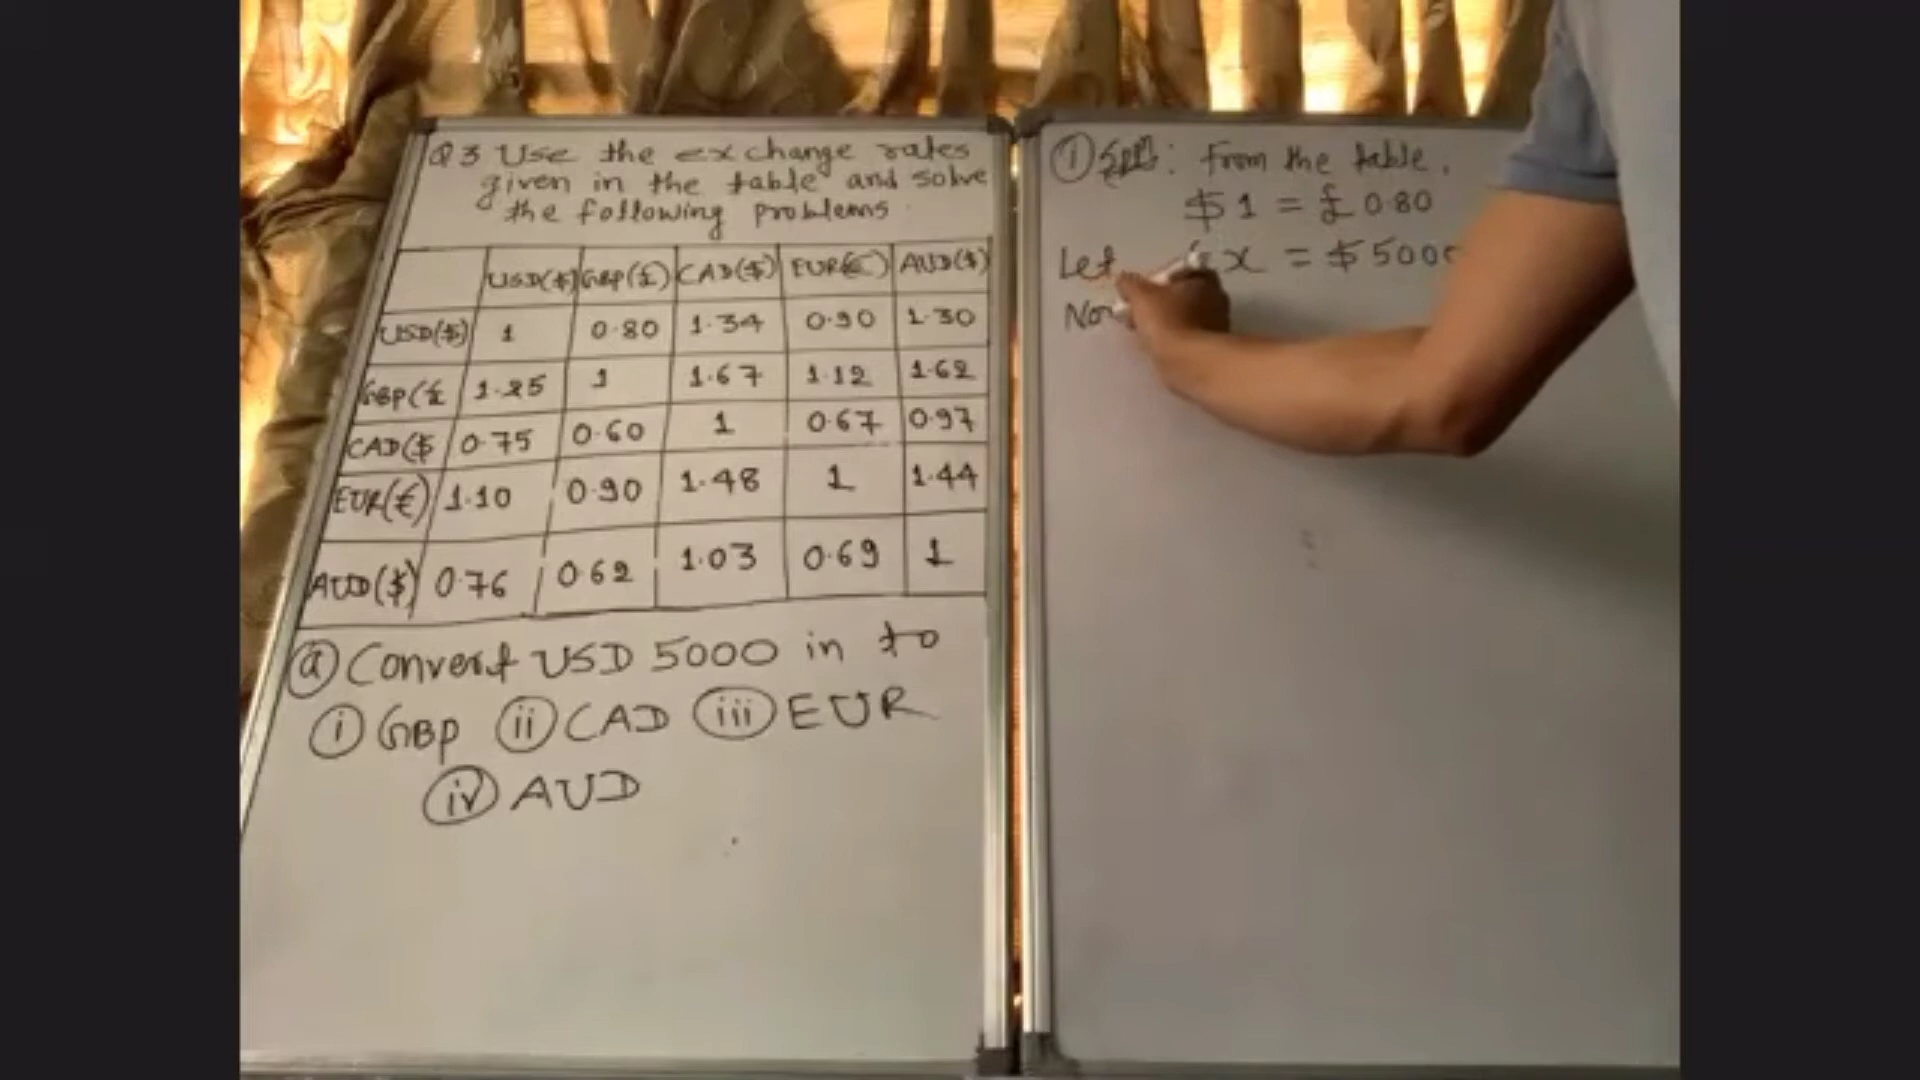 Q3 Use the exchange rates
given in the table and solve
the following problems
USD($) GBP(£) CAD($) EUR(€) AUD($)
USD($) 1 0.80 1.34 0.90 1.30
GBP(£ 1.25 1 1.67 1.12 1.62
CAD($ 0.75 0.60 1 0.67 0.97
EUR(€) 1.10 0.90 1.48 1 1.44
AUD($) 0.76 0.62 1.03 0.69 1
a Convert USD 5000 in to
i GBP ii CAD iii EUR
iv AUD
i Soln: From the table,
$1 = £0.80
Let x = $5000